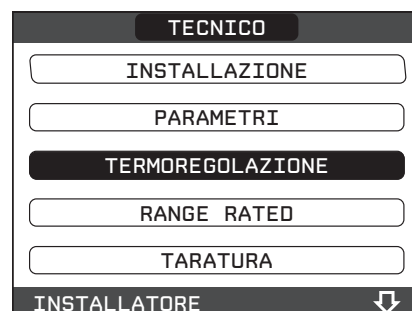 TECNICO
INSTALLAZIONE
PARAMETRI
TERMOREGOLAZIONE
RANGE RATED
TARATURA
INSTALLATORE